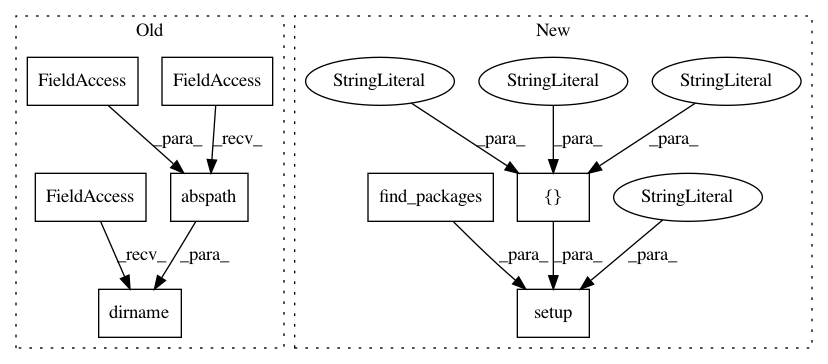 Old
New
FieldAccess
FieldAccess
StringLiteral
StringLiteral
StringLiteral
_para_
_recv_
_para_
_para_
_para_
FieldAccess
abspath
find_packages
{}
StringLiteral
_recv_
_para_
_para_
_para_
_para_
dirname
setup